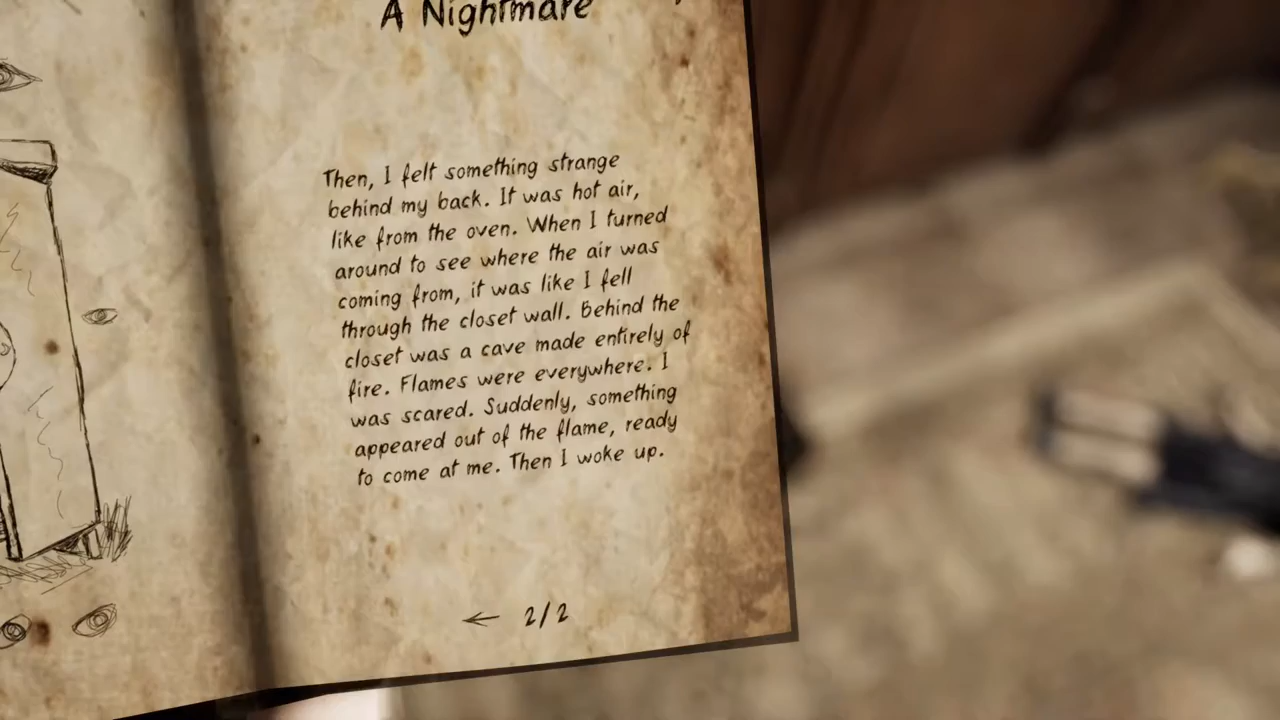 A Nightmare
Then, I felt something strange
behind my back. It was hot air,
like from the oven. When I turned
around to see where the air was
coming from, it was like I fell
through the closet wall. Behind the
closet was a cave made entirely of
fire. Flames were everywhere. I
was scared. Suddenly, something
appeared out of the flame, ready
to come at me. Then I woke up.
← 2/2